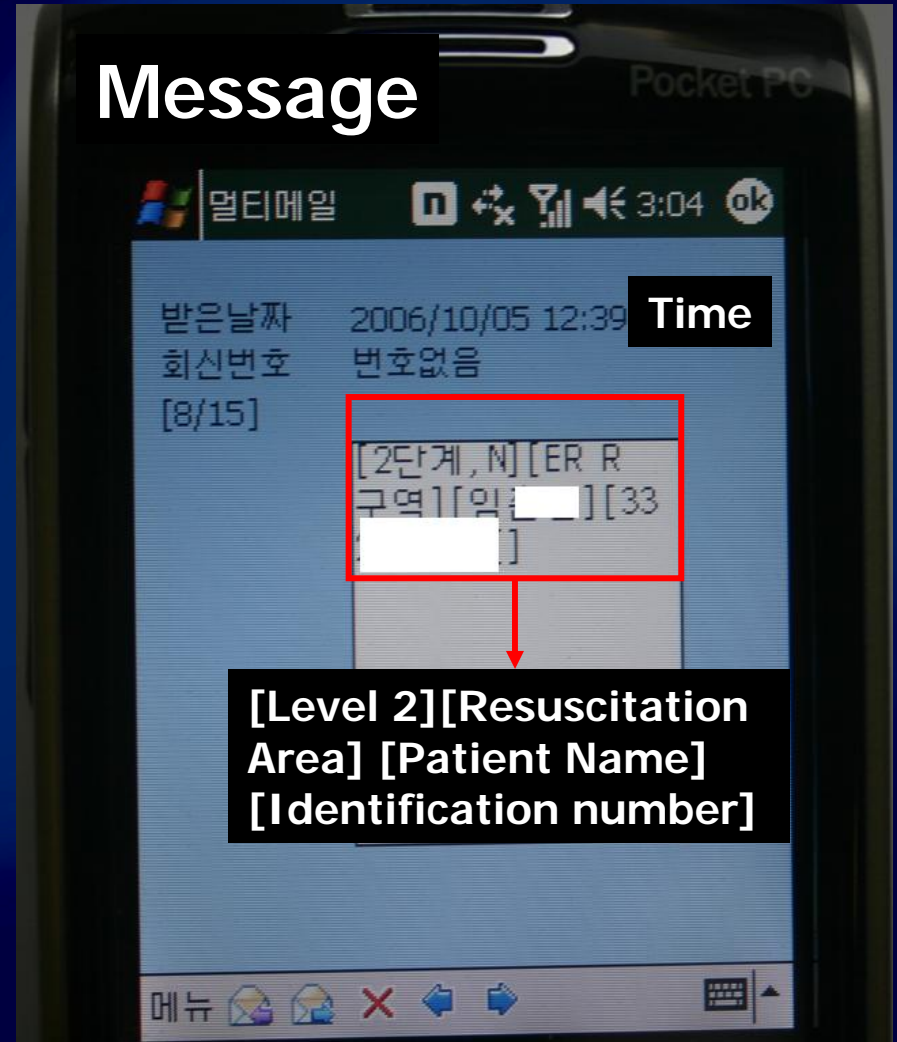 Message
Pocket PC
멀티메일 n 3:04 ok
받은날짜 2006/10/05 12:39 Time
회신번호 번호없음
[8/15]
[2단계,N][ER R
구역][임 ][33
]
[Level 2][Resuscitation
Area] [Patient Name]
[Identification number]
메뉴